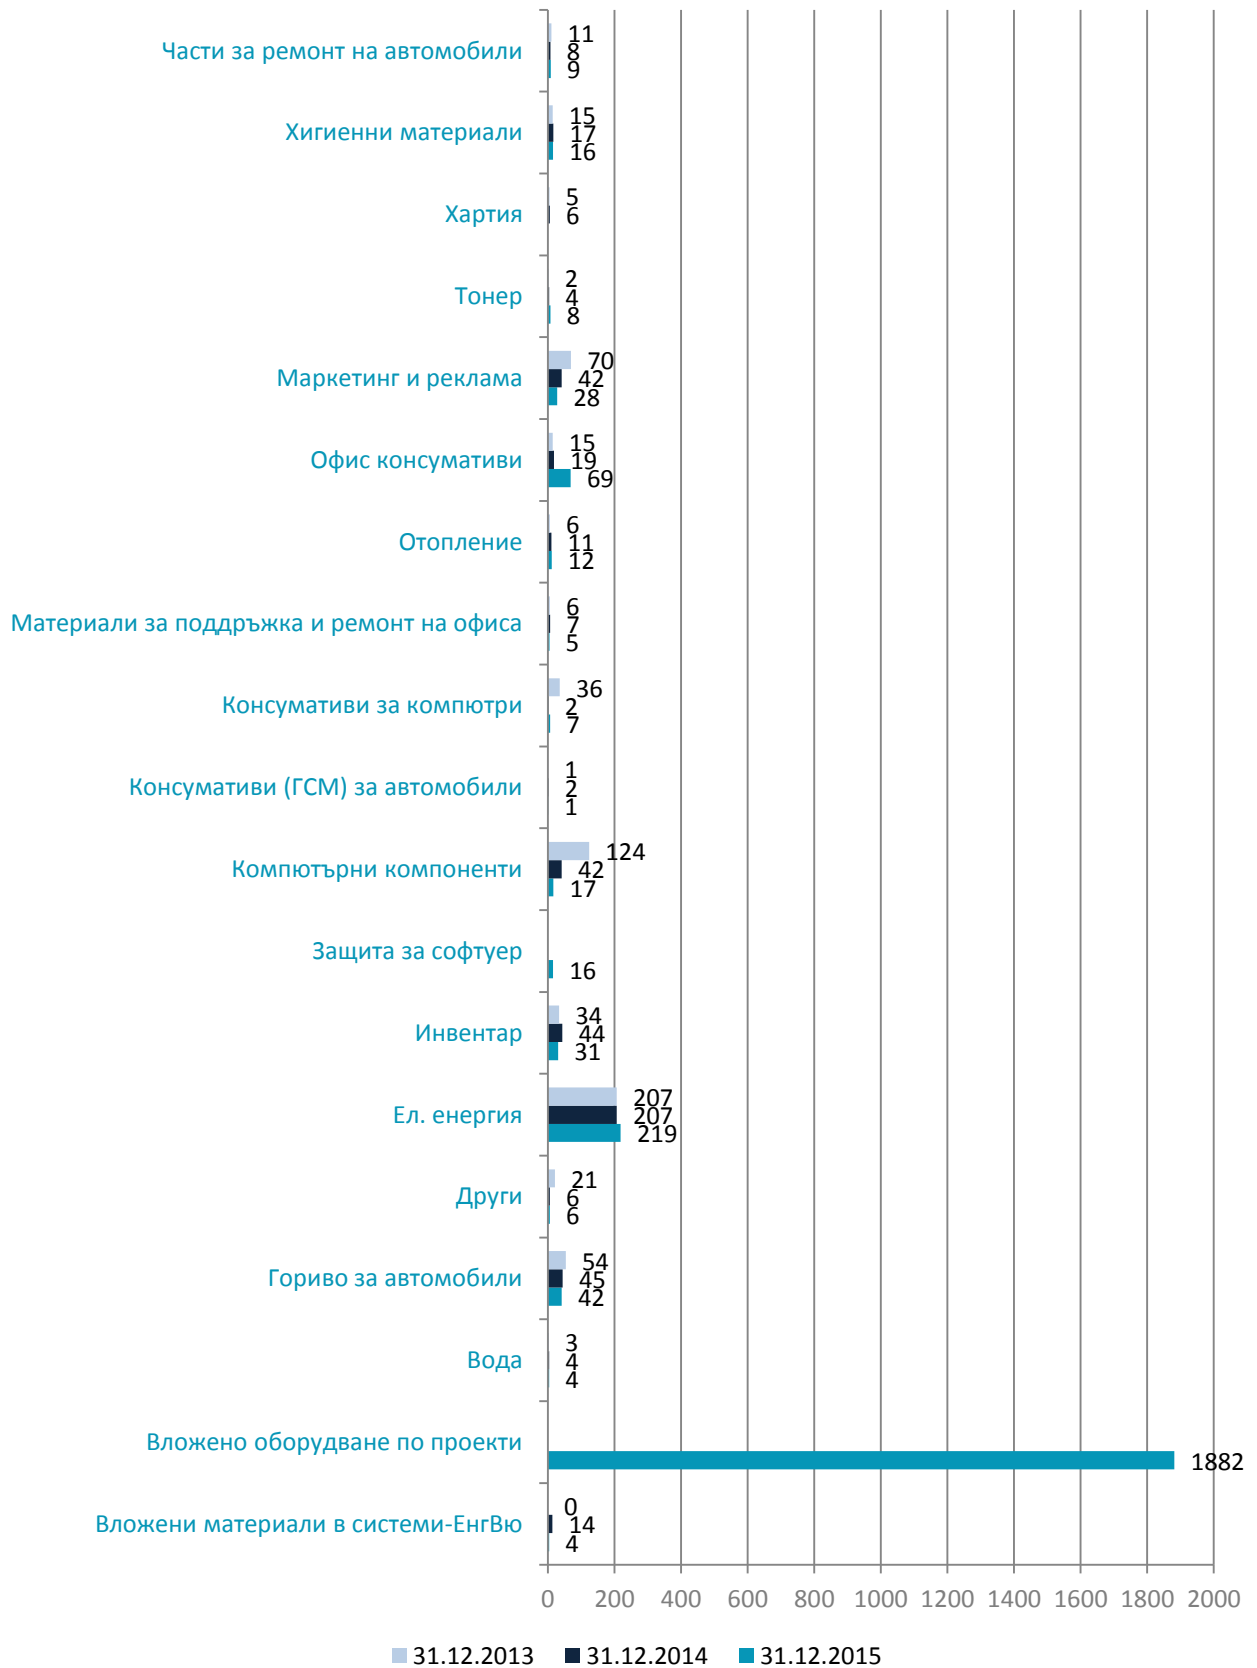 Части за ремонт на автомобили
11
8
9
Хигиенни материали
15
17
16
Хартия
5
6
Тонер
2
4
8
Маркетинг и реклама
70
42
28
Офис консумативи
15
19
69
Отопление
6
11
12
Материали за поддръжка и ремонт на офиса
6
7
5
Консумативи за компютри
36
2
7
Консумативи (ГСМ) за автомобили
1
2
1
Компютърни компоненти
124
42
17
Защита за софтуер
16
Инвентар
34
44
31
Ел. енергия
207
207
219
Други
21
6
6
Гориво за автомобили
54
45
42
Вода
3
4
4
Вложено оборудване по проекти
1882
Вложени материали в системи-ЕнгВю
0
14
4
0 200 400 600 800 1000 1200 1400 1600 1800 2000
31.12.2013 31.12.2014 31.12.2015